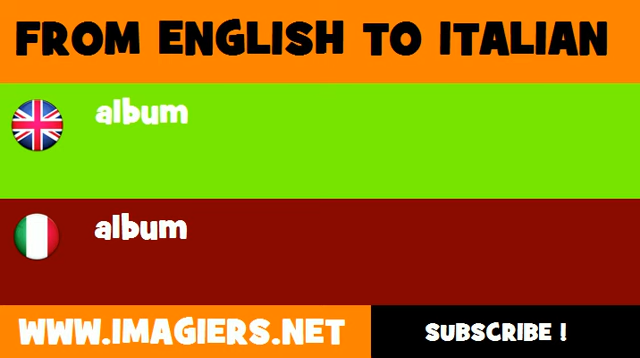 FROM ENGLISH TO ITALIAN
album
album
WWW.IMAGIERS.NET
SUBSCRIBE !